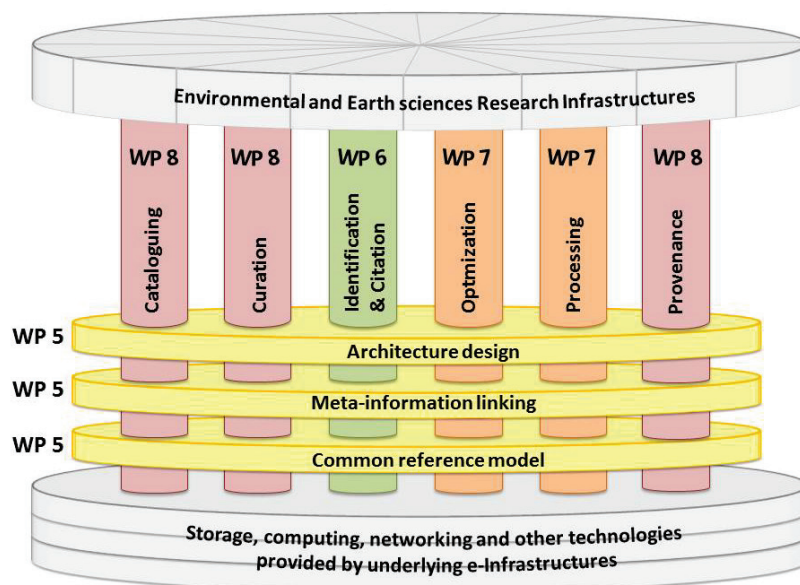 Environmental and Earth sciences Research Infrastructures
WP 8
WP 8
WP 6
WP 7
WP 7
WP 8
Cataloguing
Curation
Identification
& Citation
Optmization
Processing
Provenance
WP 5
Architecture design
WP 5
Meta-information linking
WP 5
Common reference model
Storage, computing, networking and other technologies
provided by underlying e-Infrastructures